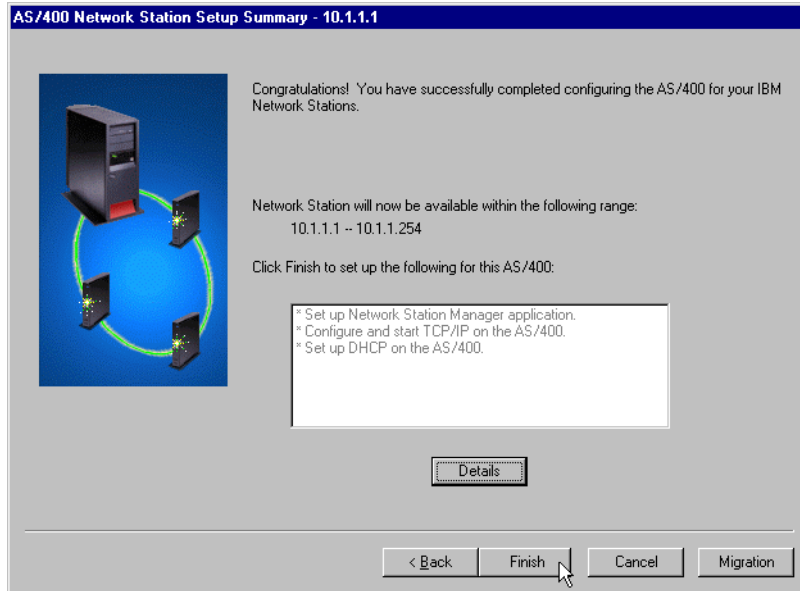 AS/400 Network Station Setup Summary - 10.1.1.1
Congratulations! You have successfully completed configuring the AS/400 for your IBM
Network Stations.
Network Station will now be available within the following range:
10.1.1.1 -- 10.1.1.254
Click Finish to set up the following for this AS/400:
* Set up Network Station Manager application.
* Configure and start TCP/IP on the AS/400.
* Set up DHCP on the AS/400.
Details
< Back
Finish
Cancel
Migration